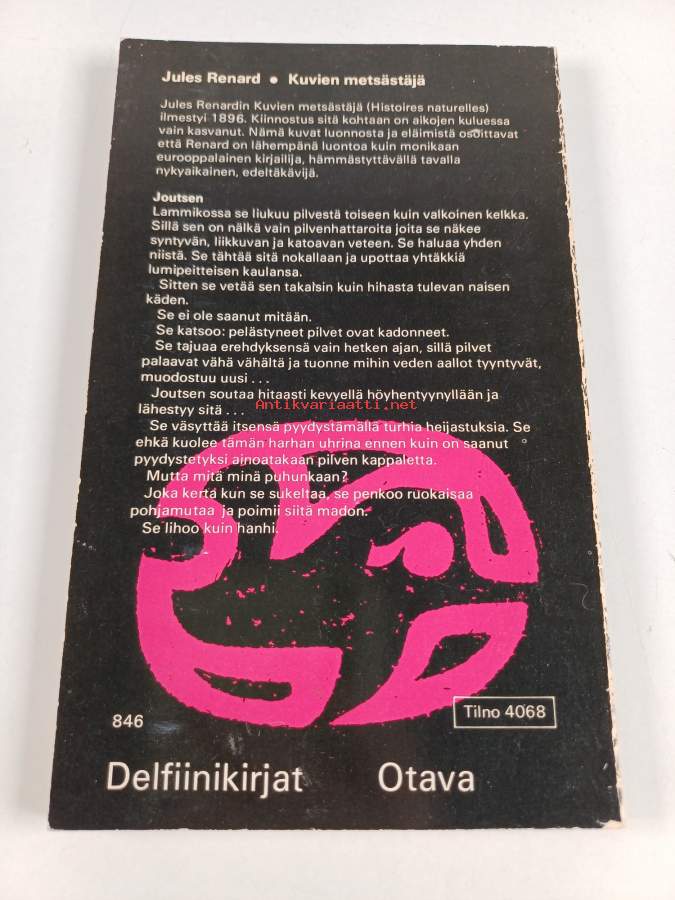 Jules Renard • Kuvien metsästäjä
Jules Renardin Kuvien metsästäjä (Histoires naturelles)
ilmestyi 1896. Kiinnostus sitä kohtaan on aikojen kuluessa
vain kasvanut. Nämä kuvat luonnosta ja eläimistä osoittavat
että Renard on lähempänä luontoa kuin monikaan
eurooppalainen kirjailija, hämmästyttävällä tavalla
nykyaikainen, edeltäkävijä.
Joutsen
Lammikossa se liukuu pilvestä toiseen kuin valkoinen kelkka.
Sillä sen on nälkä vain pilvenhattaroita joita se näkee
syntyvän, liikkuvan ja katoavan veteen. Se haluaa yhden
niistä. Se tähtää sitä nokallaan ja upottaa yhtäkkiä
lumipeitteisen kaulansa.
Sitten se vetää sen takaisin kuin hihasta tulevan naisen
käden.
Se ei ole saanut mitään.
Se katsoo: pelästyneet pilvet ovat kadonneet.
Se tajuaa erehdyksensä vain hetken ajan, sillä pilvet
palaavat vähä vähältä ja tuonne mihin veden aallot tyyntyvät,
muodostuu uusi . . .
Joutsen soutaa hitaasti kevyellä höyhentyynyllään ja
lähestyy sitä . . .
Antikvariaatti.net
Se väsyttää itsensä pyydystämällä turhia heijastuksia. Se
ehkä kuolee tämän harhan uhrina ennen kuin on saanut
pyydystetyksi ainoatakaan pilven kappaletta.
Mutta mitä minä puhunkaan?
Joka kerta kun se sukeltaa, se penkoo ruokaisaa
pohjamutaa ja poimii siitä madon.
Se lihoo kuin hanhi.
846
Tilno 4068
Delfiinikirjat Otava